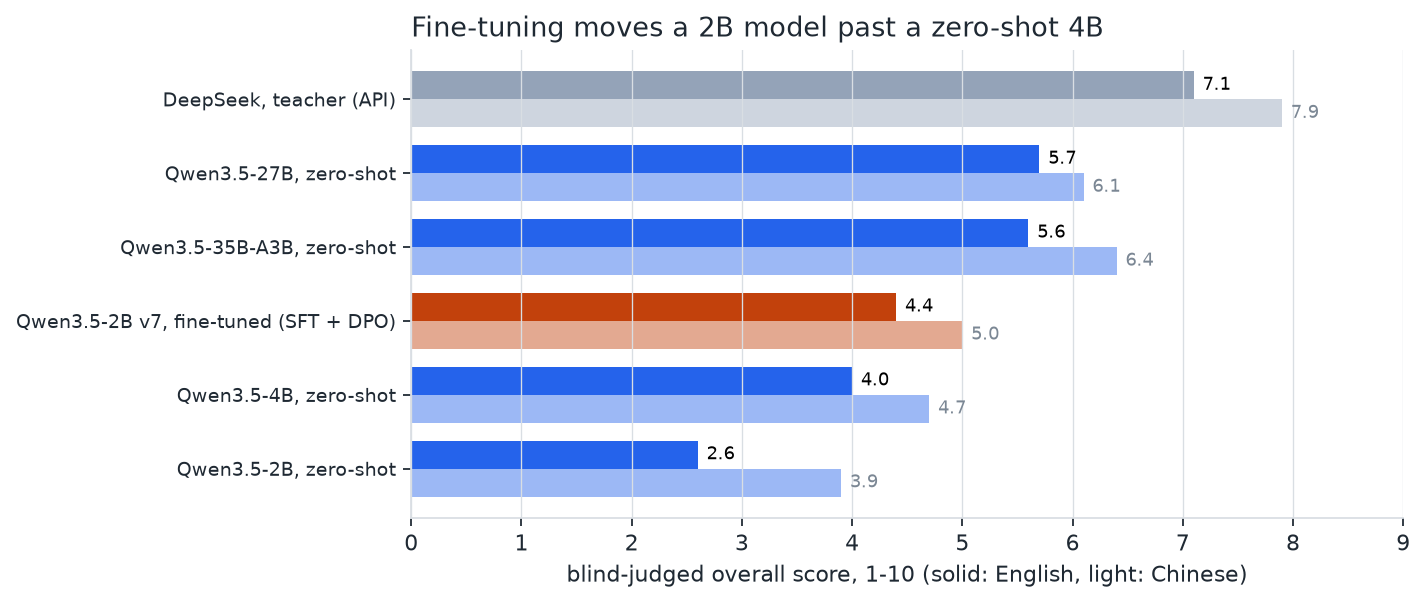 Fine-tuning moves a 2B model past a zero-shot 4B
DeepSeek, teacher (API)
7.1
7.9
Qwen3.5-27B, zero-shot
5.7
6.1
Qwen3.5-35B-A3B, zero-shot
5.6
6.4
Qwen3.5-2B v7, fine-tuned (SFT + DPO)
4.4
5.0
Qwen3.5-4B, zero-shot
4.0
4.7
Qwen3.5-2B, zero-shot
2.6
3.9
0 1 2 3 4 5 6 7 8 9
blind-judged overall score, 1-10 (solid: English, light: Chinese)